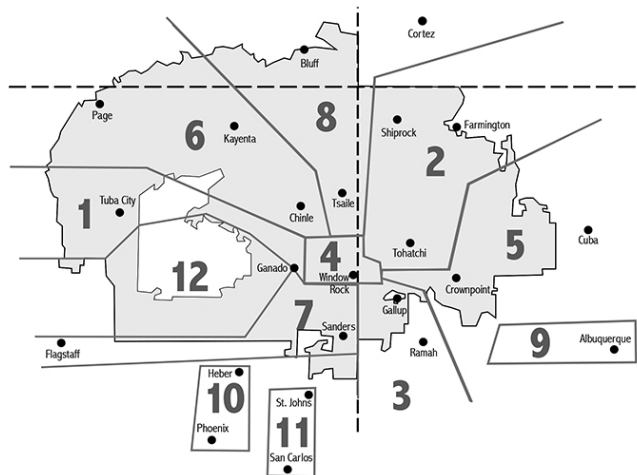 Cortez
Bluff
8
Page
6
Kayenta
Shiprock
Farmington
2
1
Tuba City
Chinle
Tsaile
12
Ganado
4
Window
Rock
Tohatchi
5
Cuba
Crownpoint
7
Sanders
Gallup
Flagstaff
Ramah
9
Albuquerque
3
Heber
10
Phoenix
St. Johns
11
San Carlos